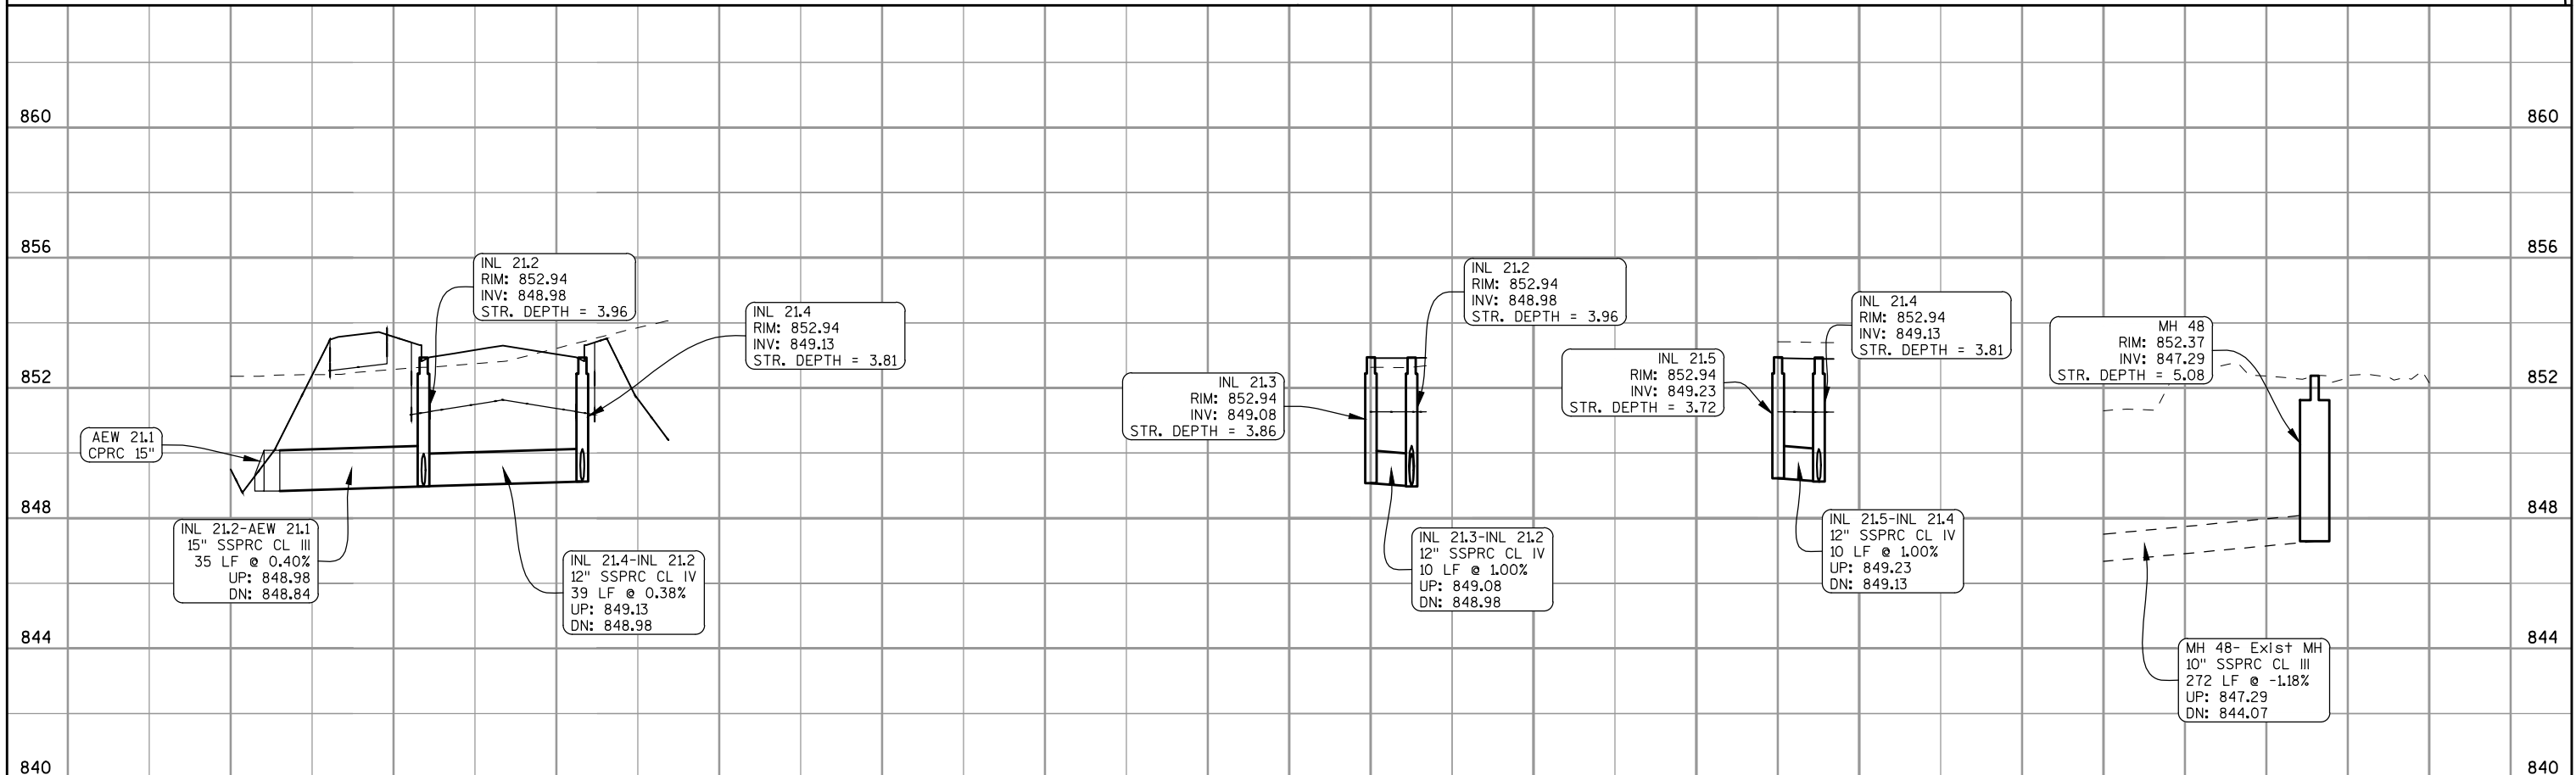 860
860
856
856
852
852
848
848
844
844
840
840
AEW 21.1
CPRC 15"
INL 21.2-AEW 21.1
15" SSPRC CL III
35 LF @ 0.40%
UP: 848.98
DN: 848.84
INL 21.2
RIM: 852.94
INV: 848.98
STR. DEPTH = 3.96
INL 21.4
RIM: 852.94
INV: 849.13
STR. DEPTH = 3.81
INL 21.4-INL 21.2
12" SSPRC CL IV
39 LF @ 0.38%
UP: 849.13
DN: 848.98
INL 21.3
RIM: 852.94
INV: 849.08
STR. DEPTH = 3.86
INL 21.2
RIM: 852.94
INV: 848.98
STR. DEPTH = 3.96
INL 21.3-INL 21.2
12" SSPRC CL IV
10 LF @ 1.00%
UP: 849.08
DN: 848.98
INL 21.5
RIM: 852.94
INV: 849.23
STR. DEPTH = 3.72
INL 21.4
RIM: 852.94
INV: 849.13
STR. DEPTH = 3.81
INL 21.5-INL 21.4
12" SSPRC CL IV
10 LF @ 1.00%
UP: 849.23
DN: 849.13
MH 48
RIM: 852.37
INV: 847.29
STR. DEPTH = 5.08
MH 48- Exist MH
10" SSPRC CL III
272 LF @ -1.18%
UP: 847.29
DN: 844.07